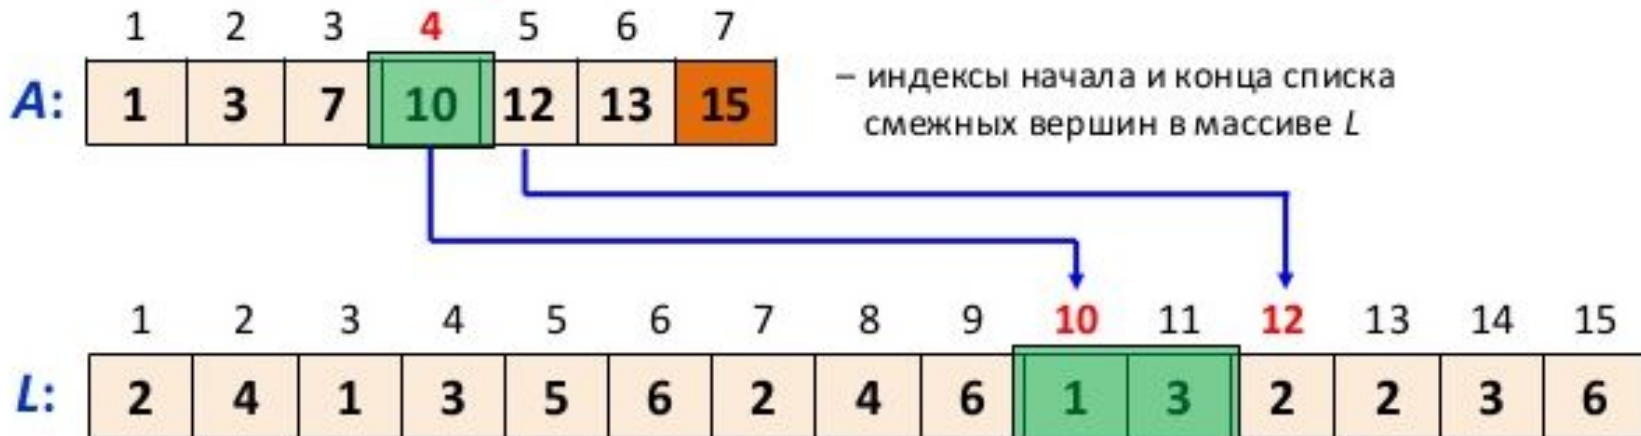 1 2 3 4 5 6 7
A: 1 3 7 10 12 13 15
– индексы начала и конца списка
смежных вершин в массиве L
1 2 3 4 5 6 7 8 9 10 11 12 13 14 15
L: 2 4 1 3 5 6 2 4 6 1 3 2 2 3 6